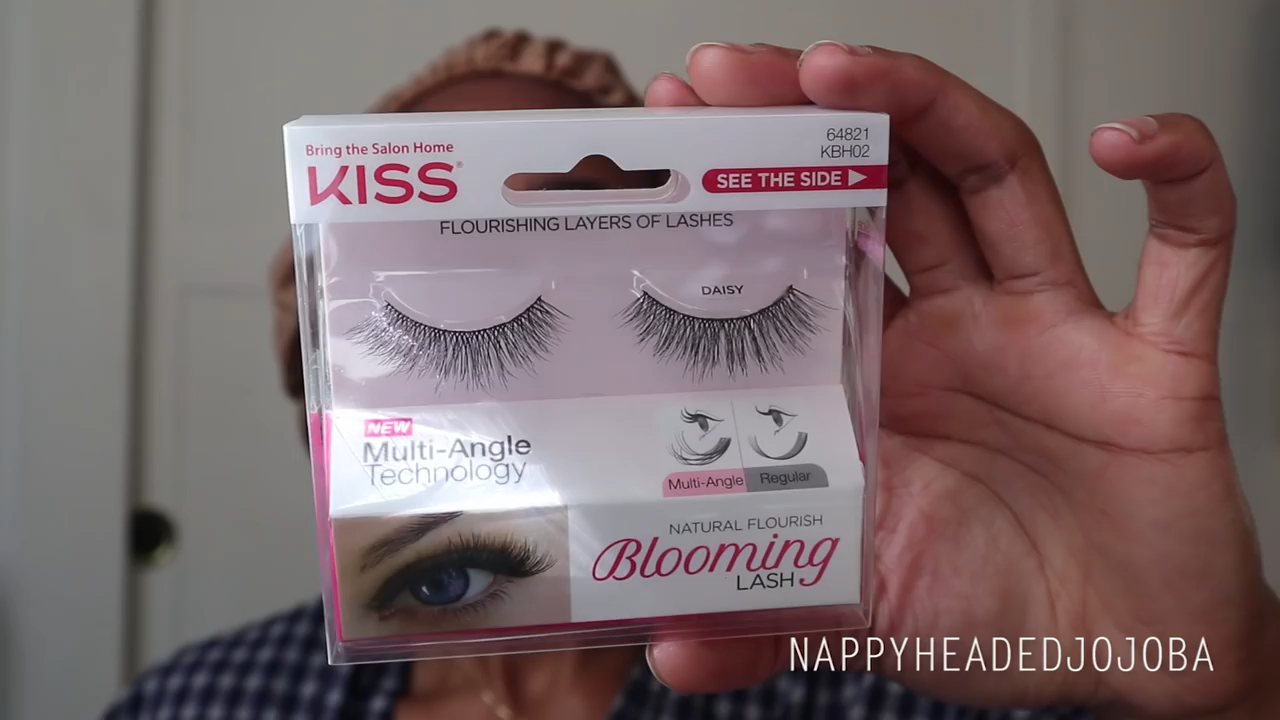 Bring the Salon Home
KISS®
64821
KBH02
SEE THE SIDE
FLOURISHING LAYERS OF LASHES
DAISY
NEW
Multi-Angle
Technology
Multi-Angle
Regular
NATURAL FLOURISH
Blooming
LASH
NAPPYHEADEDJOJOBA